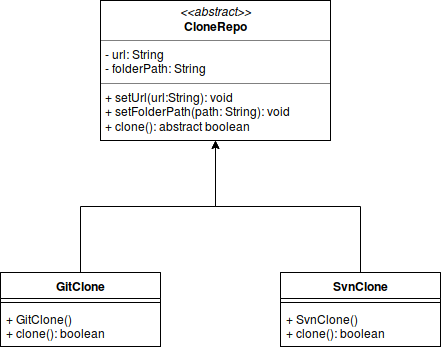 <<abstract>>
CloneRepo
- url: String
- folderPath: String
+ setUrl(url:String): void
+ setFolderPath(path: String): void
+ clone(): abstract boolean
GitClone
+ GitClone()
+ clone(): boolean
SvnClone
+ SvnClone()
+ clone(): boolean